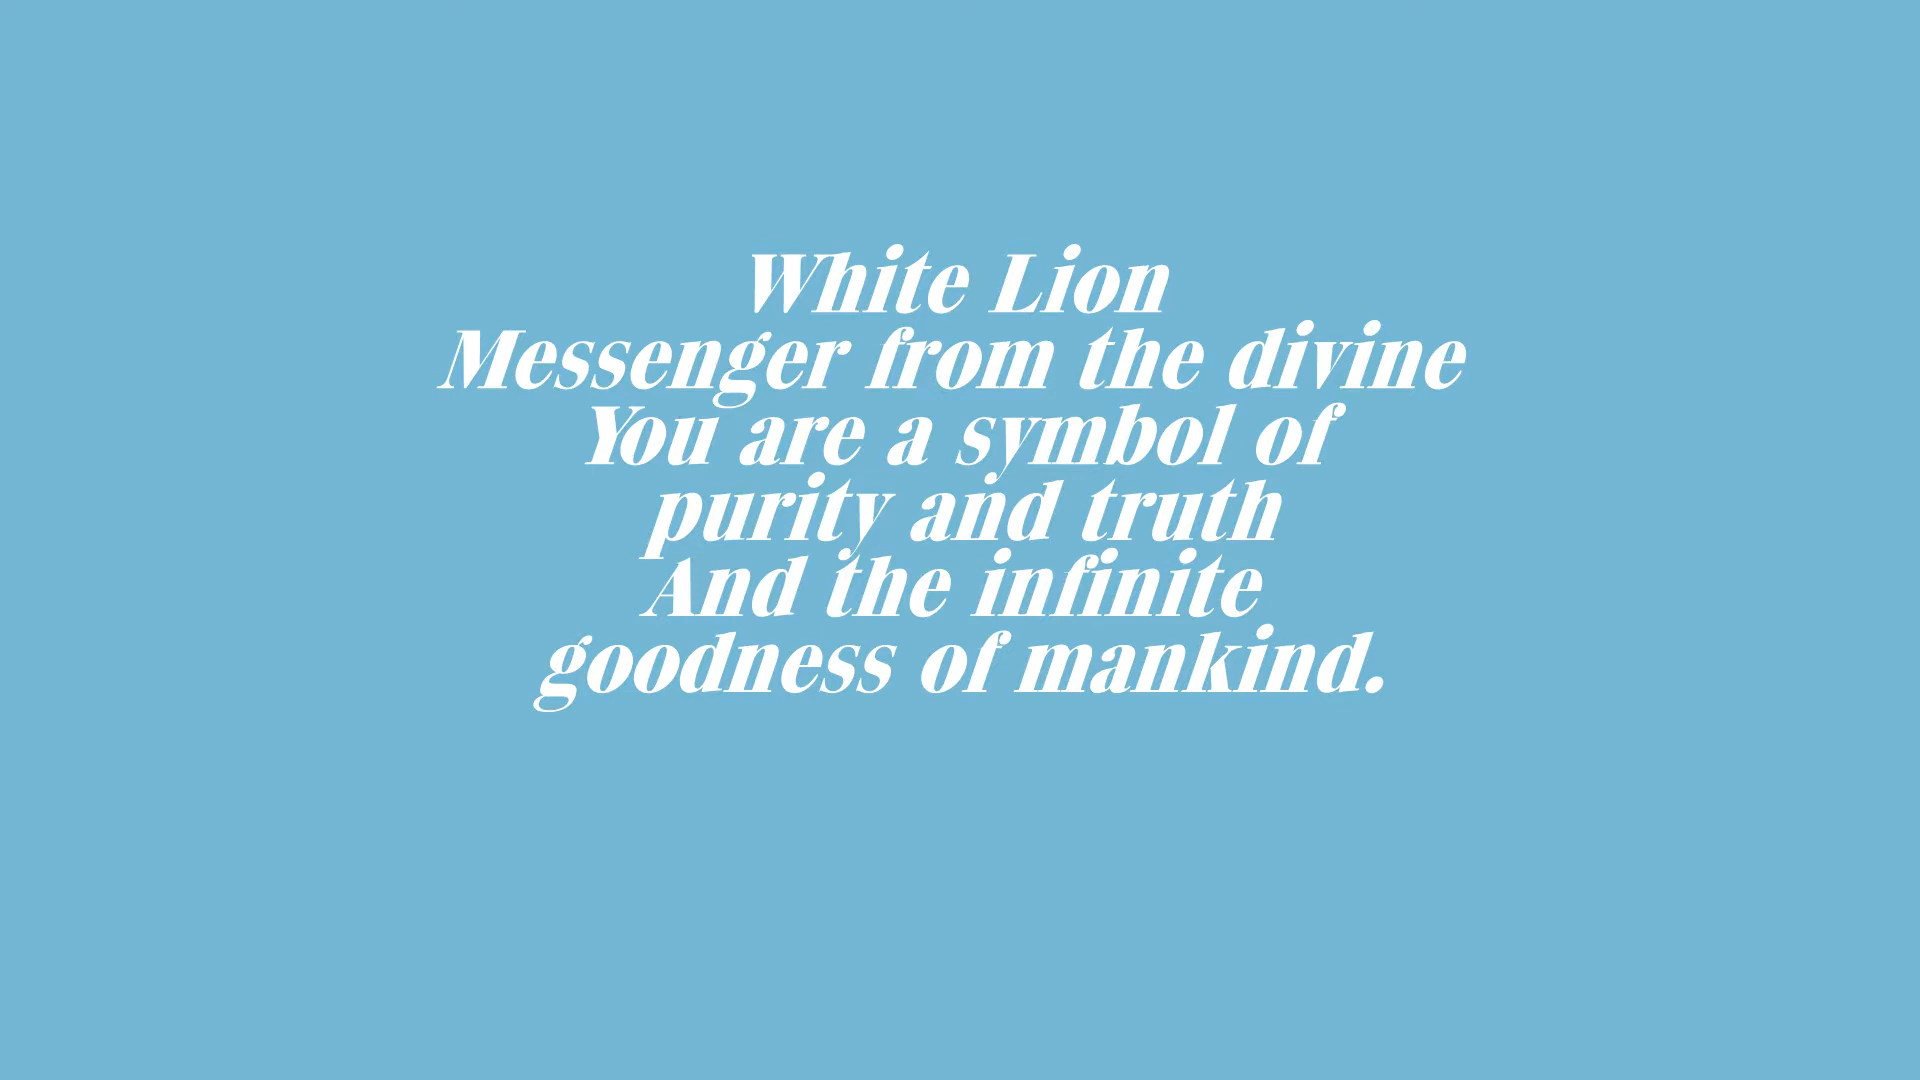 White Lion
Messenger from the divine
You are a symbol of
purity and truth
And the infinite
goodness of mankind.